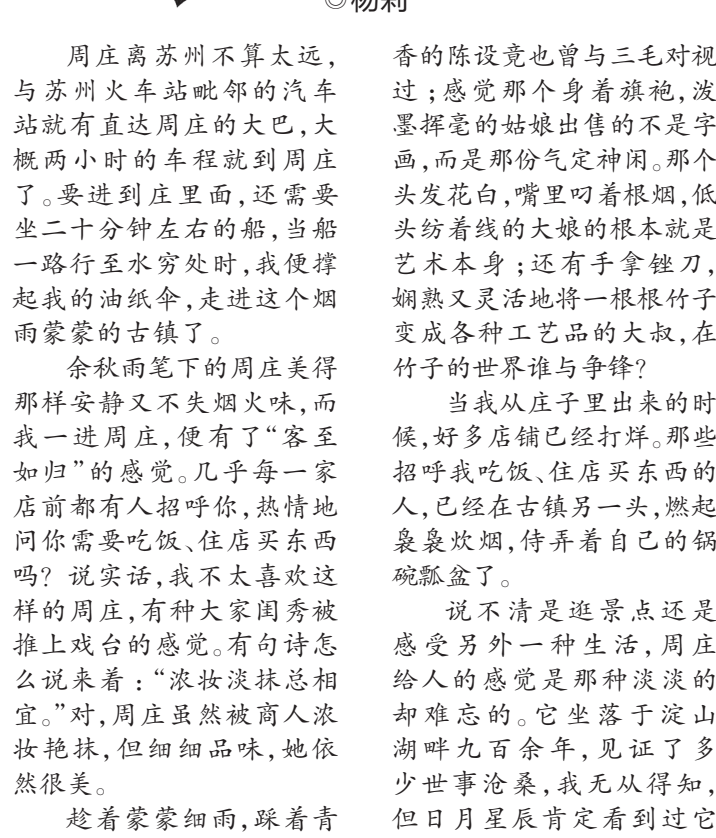 ◎杨莉
周庄离苏州不算太远,
与苏州火车站毗邻的汽车
站就有直达周庄的大巴,大
概两小时的车程就到周庄
了。要进到庄里面,还需要
坐二十分钟左右的船,当船
一路行至水穷处时,我便撑
起我的油纸伞,走进这个烟
雨蒙蒙的古镇了。
余秋雨笔下的周庄美得
那样安静又不失烟火味,而
我一进周庄,便有了“客至
如归”的感觉。几乎每一家
店前都有人招呼你,热情地
问你需要吃饭、住店买东西
吗?说实话,我不太喜欢这
样的周庄,有种大家闺秀被
推上戏台的感觉。有句诗怎
么说来着:“浓妆淡抹总相
宜。”对,周庄虽然被商人浓
妆艳抹,但细细品味,她依
然很美。
趁着蒙蒙细雨,踩着青
香的陈设竟也曾与三毛对视
过;感觉那个身着旗袍,泼
墨挥毫的姑娘出售的不是字
画,而是那份气定神闲。那个
头发花白,嘴里叼着根烟,低
头纺着线的大娘的根本就是
艺术本身;还有手拿锉刀,
娴熟又灵活地将一根根竹子
变成各种工艺品的大叔,在
竹子的世界谁与争锋?
当我从庄子里出来的时
候,好多店铺已经打烊。那些
招呼我吃饭、住店买东西的
人,已经在古镇另一头,燃起
袅袅炊烟,侍弄着自己的锅
碗瓢盆了。
说不清是逛景点还是
感受另外一种生活,周庄
给人的感觉是那种淡淡的
却难忘的。它坐落于淀山
湖畔九百余年,见证了多
少世事沧桑,我无从得知,
但日月星辰肯定看到过它